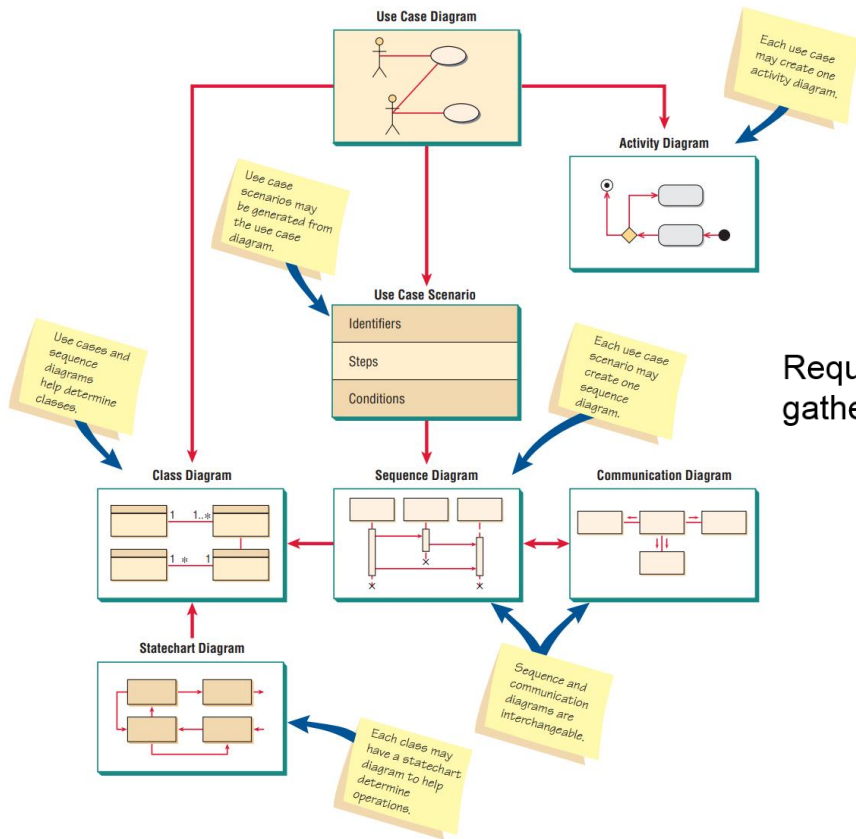 Use Case Diagram
Each use case
may create one
activity diagram.
Activity Diagram
Use case
scenarios may
be generated from
the use case
diagram.
Use Case Scenario
Identifiers
Steps
Conditions
Use cases and
sequence
diagrams
help determine
classes.
Each use case
scenario may
create one
sequence
diagram.
Requ
gathe
Class Diagram
1 1..*
1 * 1
Sequence Diagram
Communication Diagram
Statechart Diagram
Sequence and
communication
diagrams are
interchangeable.
Each class may
have a statechart
diagram to help
determine
operations.